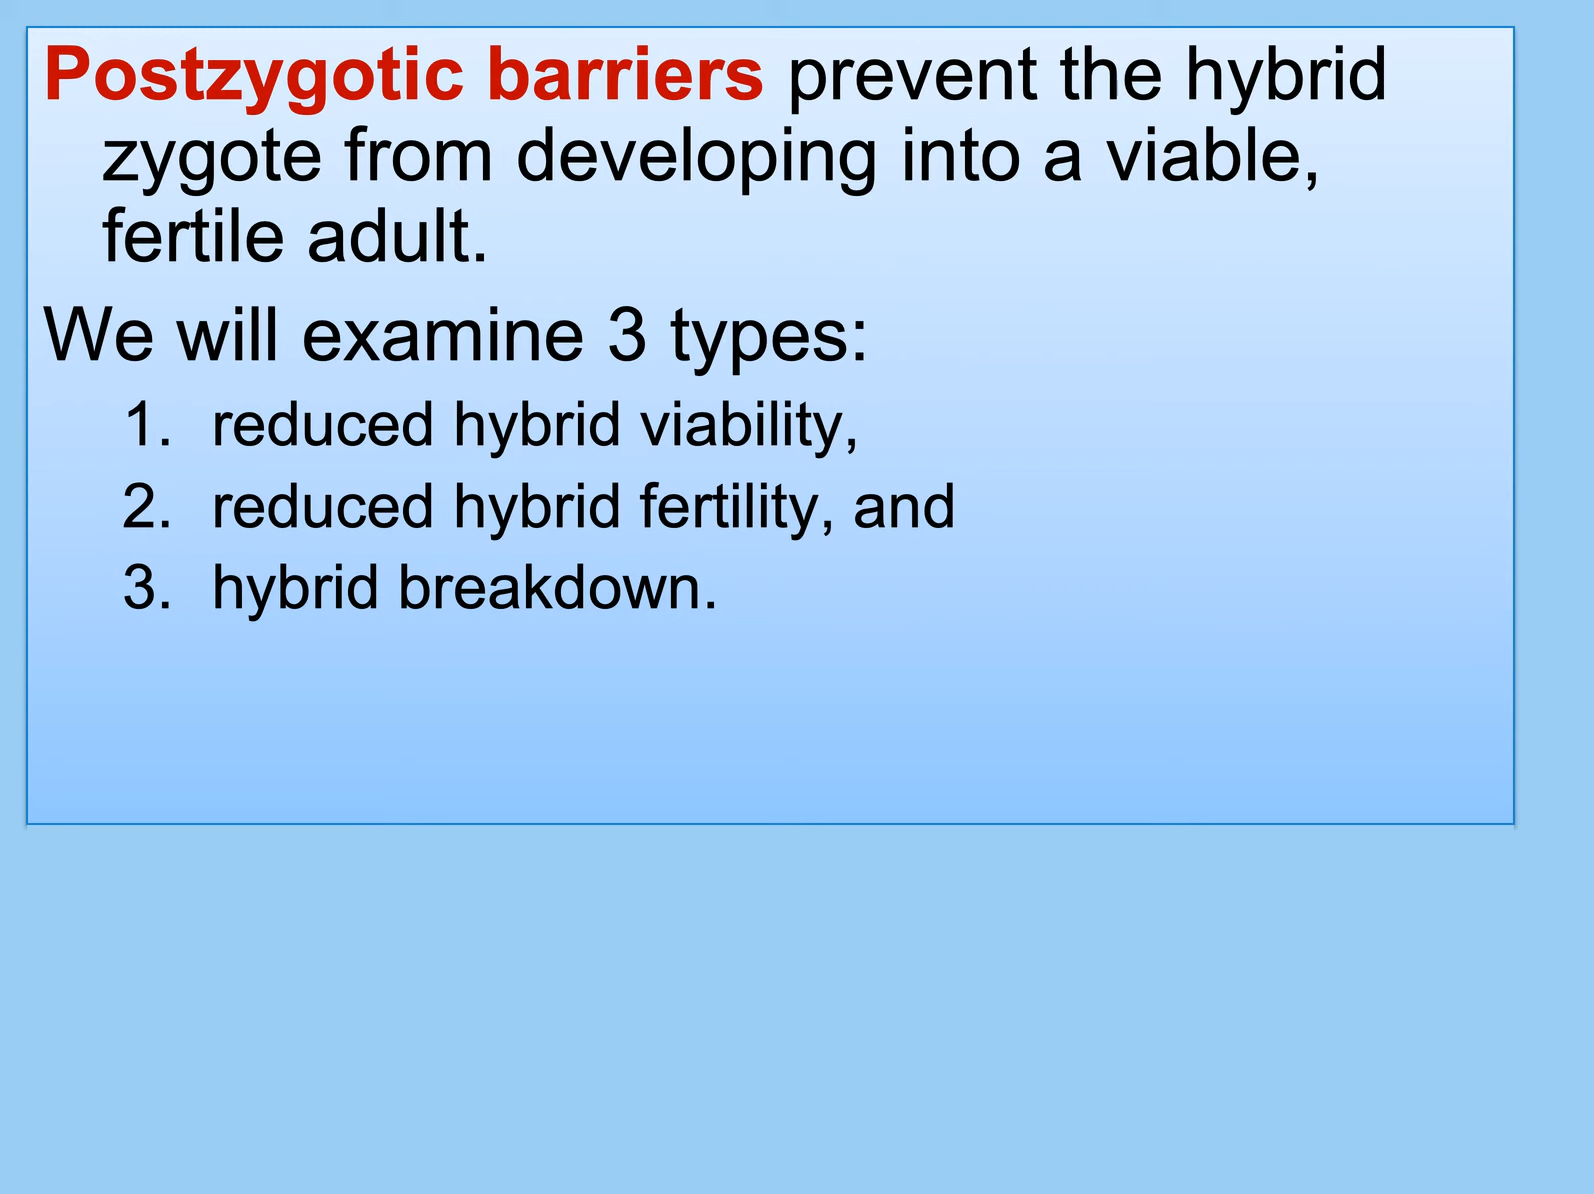 Postzygotic barriers prevent the hybrid
zygote from developing into a viable,
fertile adult.
We will examine 3 types:
1. reduced hybrid viability,
2. reduced hybrid fertility, and
3. hybrid breakdown.